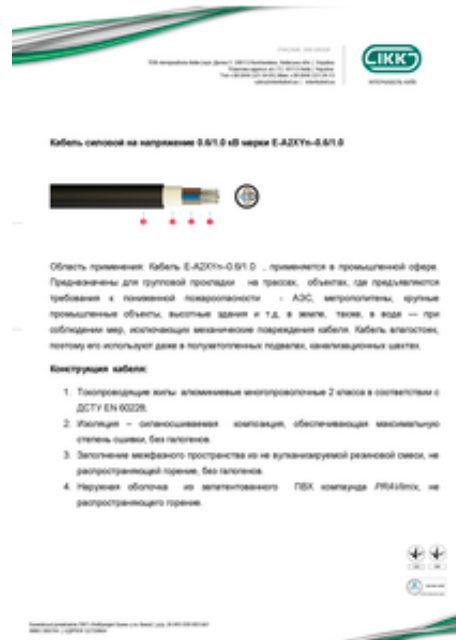 ІКК
ІНТЕРКАБЕЛЬ КИЇВ
Кабель силовой на напряжение 0.6/1.0 кВ марки E-A2XYn-0.6/1.0
Область применения: Кабель E-A2XYn-0.6/1.0 , применяется в промышленной сфере.
Предназначены для групповой прокладки на трассах, объектах, где предъявляются
требования к пониженной пожароопасности - АЭС, метрополитены, крупные
промышленные объекты, высотные здания и т.д. в земле, также, в воде — при
соблюдении мер, исключающих механические повреждения кабеля. Кабель влагостоек,
поэтому его используют даже в полузатопленных подвалах, канализационных шахтах.
Конструкция кабеля:
1. Токопроводящие жилы алюминиевые многопроволочные 2 класса в соответствии с
ДСТУ EN 60228;
2. Изоляция – силаносшиваемая композиция, обеспечивающая максимальную
степень сшивки, без галогенов.
3. Заполнение межфазного пространства из не вулканизируемой резиновой смеси, не
распространяющей горение, без галогенов.
4. Наружная оболочка из запатентованного ПВХ компаунда PRAVimix, не
распространяющего горение.